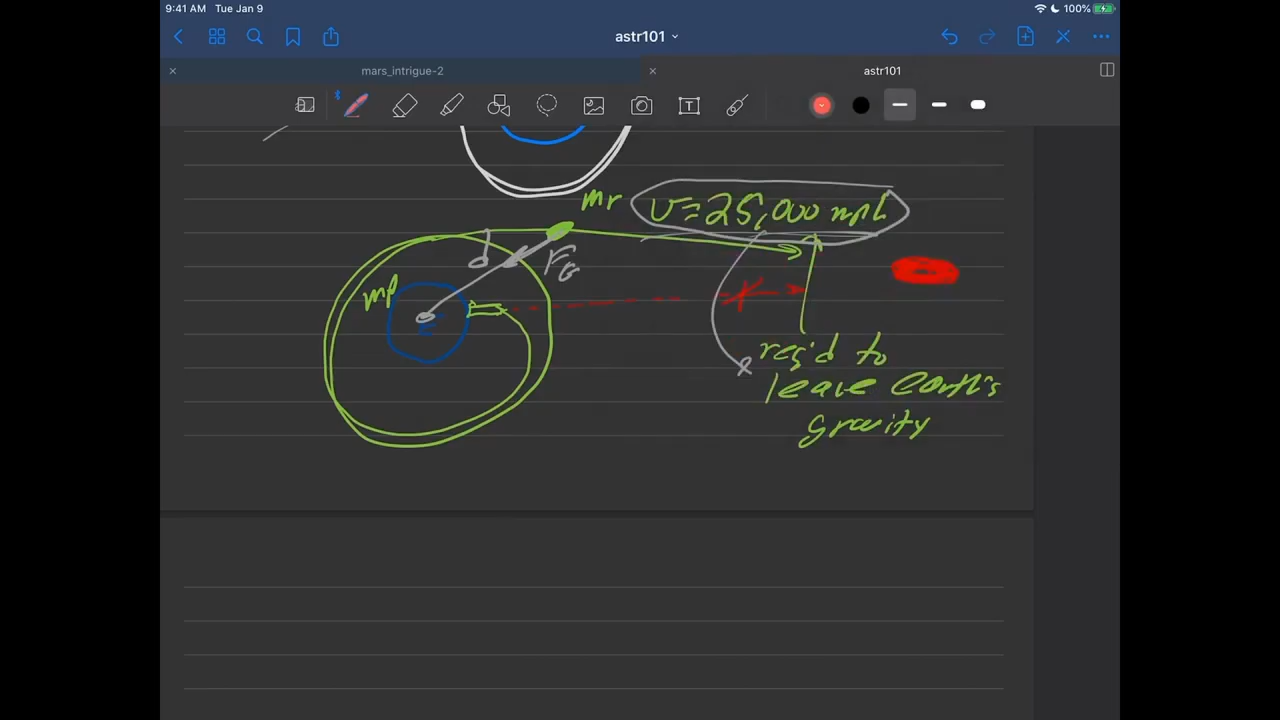 9:41 AM Tue Jan 9
100%
astr101
mars_intrigue-2
astr101
T
mr
v=25,000 mph
d
FG
mp
E
req'd to
leave Earth's
gravity